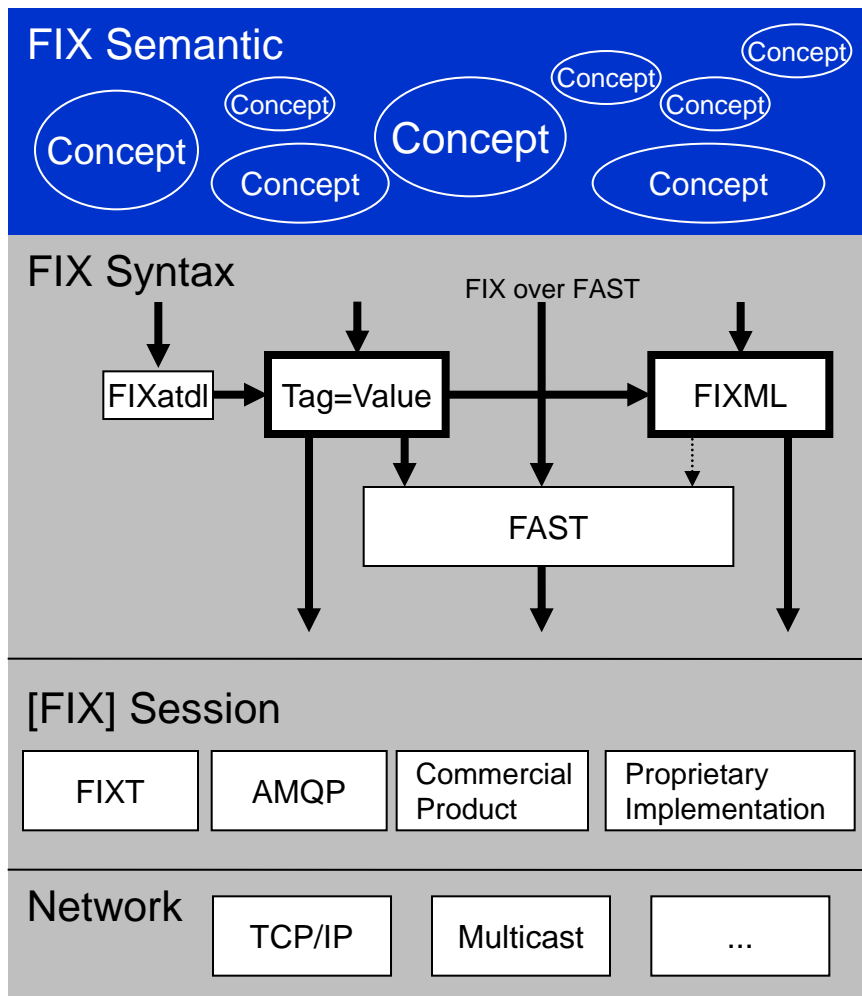 FIX Semantic
Concept
Concept
Concept
Concept
Concept
Concept
Concept
Concept
FIX Syntax
FIX over FAST
FIXatdl
Tag=Value
FIXML
FAST
[FIX] Session
FIXT
AMQP
Commercial
Product
Proprietary
Implementation
Network
TCP/IP
Multicast
...